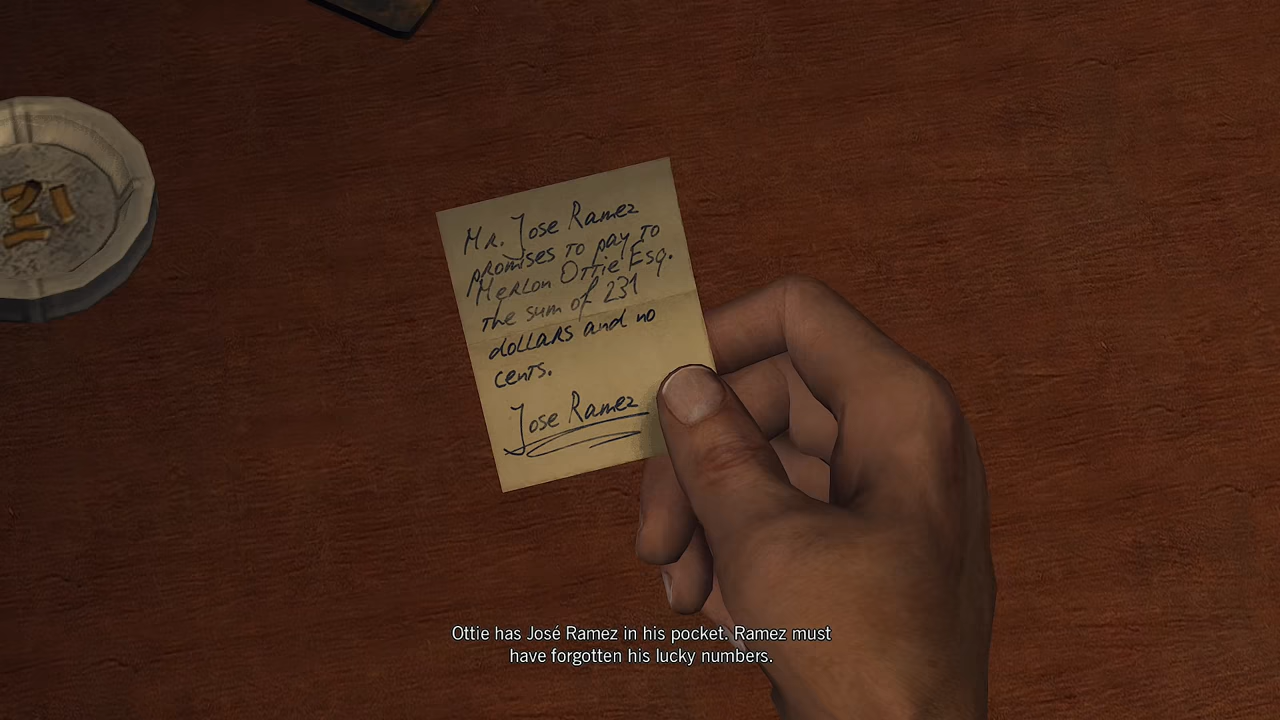 Mr. Jose Ramez
promises to pay to
Merlon Ottie Esq.
the sum of 231
dollars and no
cents.
Jose Ramez
Ottie has José Ramez in his pocket. Ramez must
have forgotten his lucky numbers.